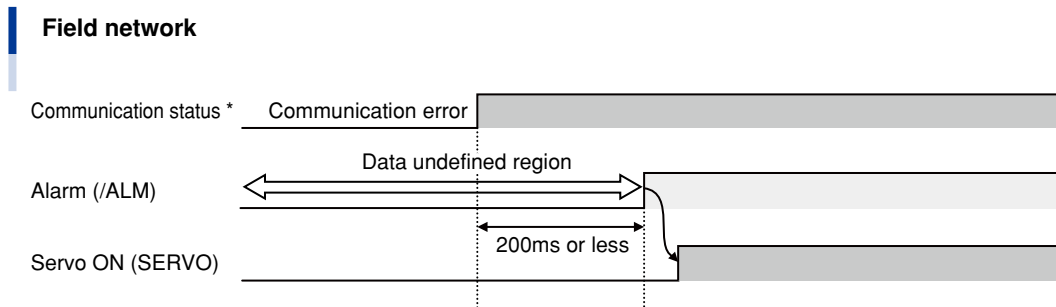 Field network
Communication status * Communication error
Data undefined region
Alarm (/ALM)
200ms or less
Servo ON (SERVO)